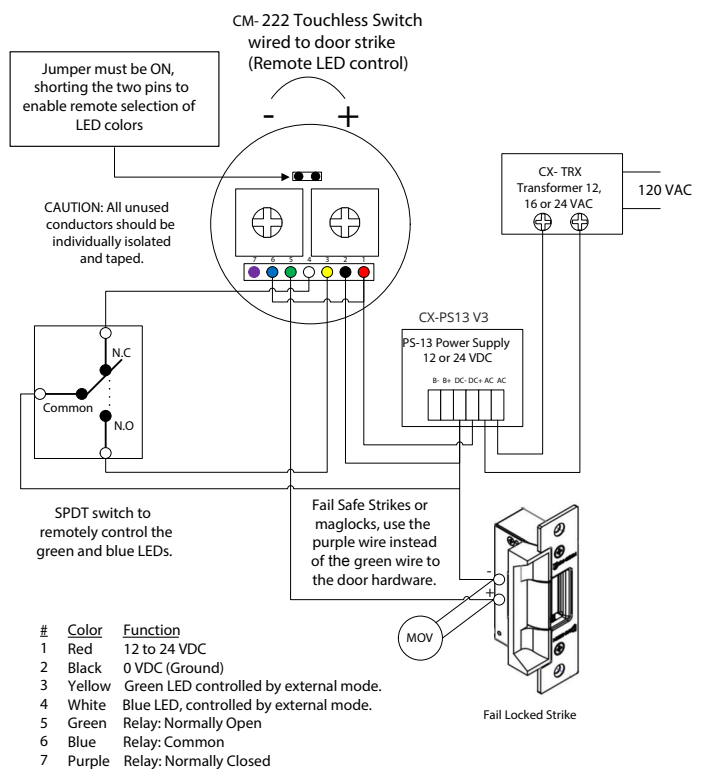 CM- 222 Touchless Switch
wired to door strike
(Remote LED control)
Jumper must be ON,
shorting the two pins to
enable remote selection of
LED colors
- +
CAUTION: All unused
conductors should be
individually isolated
and taped.
7 6 5 4 3 2 1
CX- TRX
Transformer 12,
16 or 24 VAC
120 VAC
CX-PS13 V3
PS-13 Power Supply
12 or 24 VDC
B- B+ DC- DC+ AC AC
N.C
Common
N.O
SPDT switch to
remotely control the
green and blue LEDs.
Fail Safe Strikes or
maglocks, use the
purple wire instead
of the green wire to
the door hardware.
-
+
MOV
Fail Locked Strike
# Color Function
1 Red 12 to 24 VDC
2 Black 0 VDC (Ground)
3 Yellow Green LED controlled by external mode.
4 White Blue LED, controlled by external mode.
5 Green Relay: Normally Open
6 Blue Relay: Common
7 Purple Relay: Normally Closed